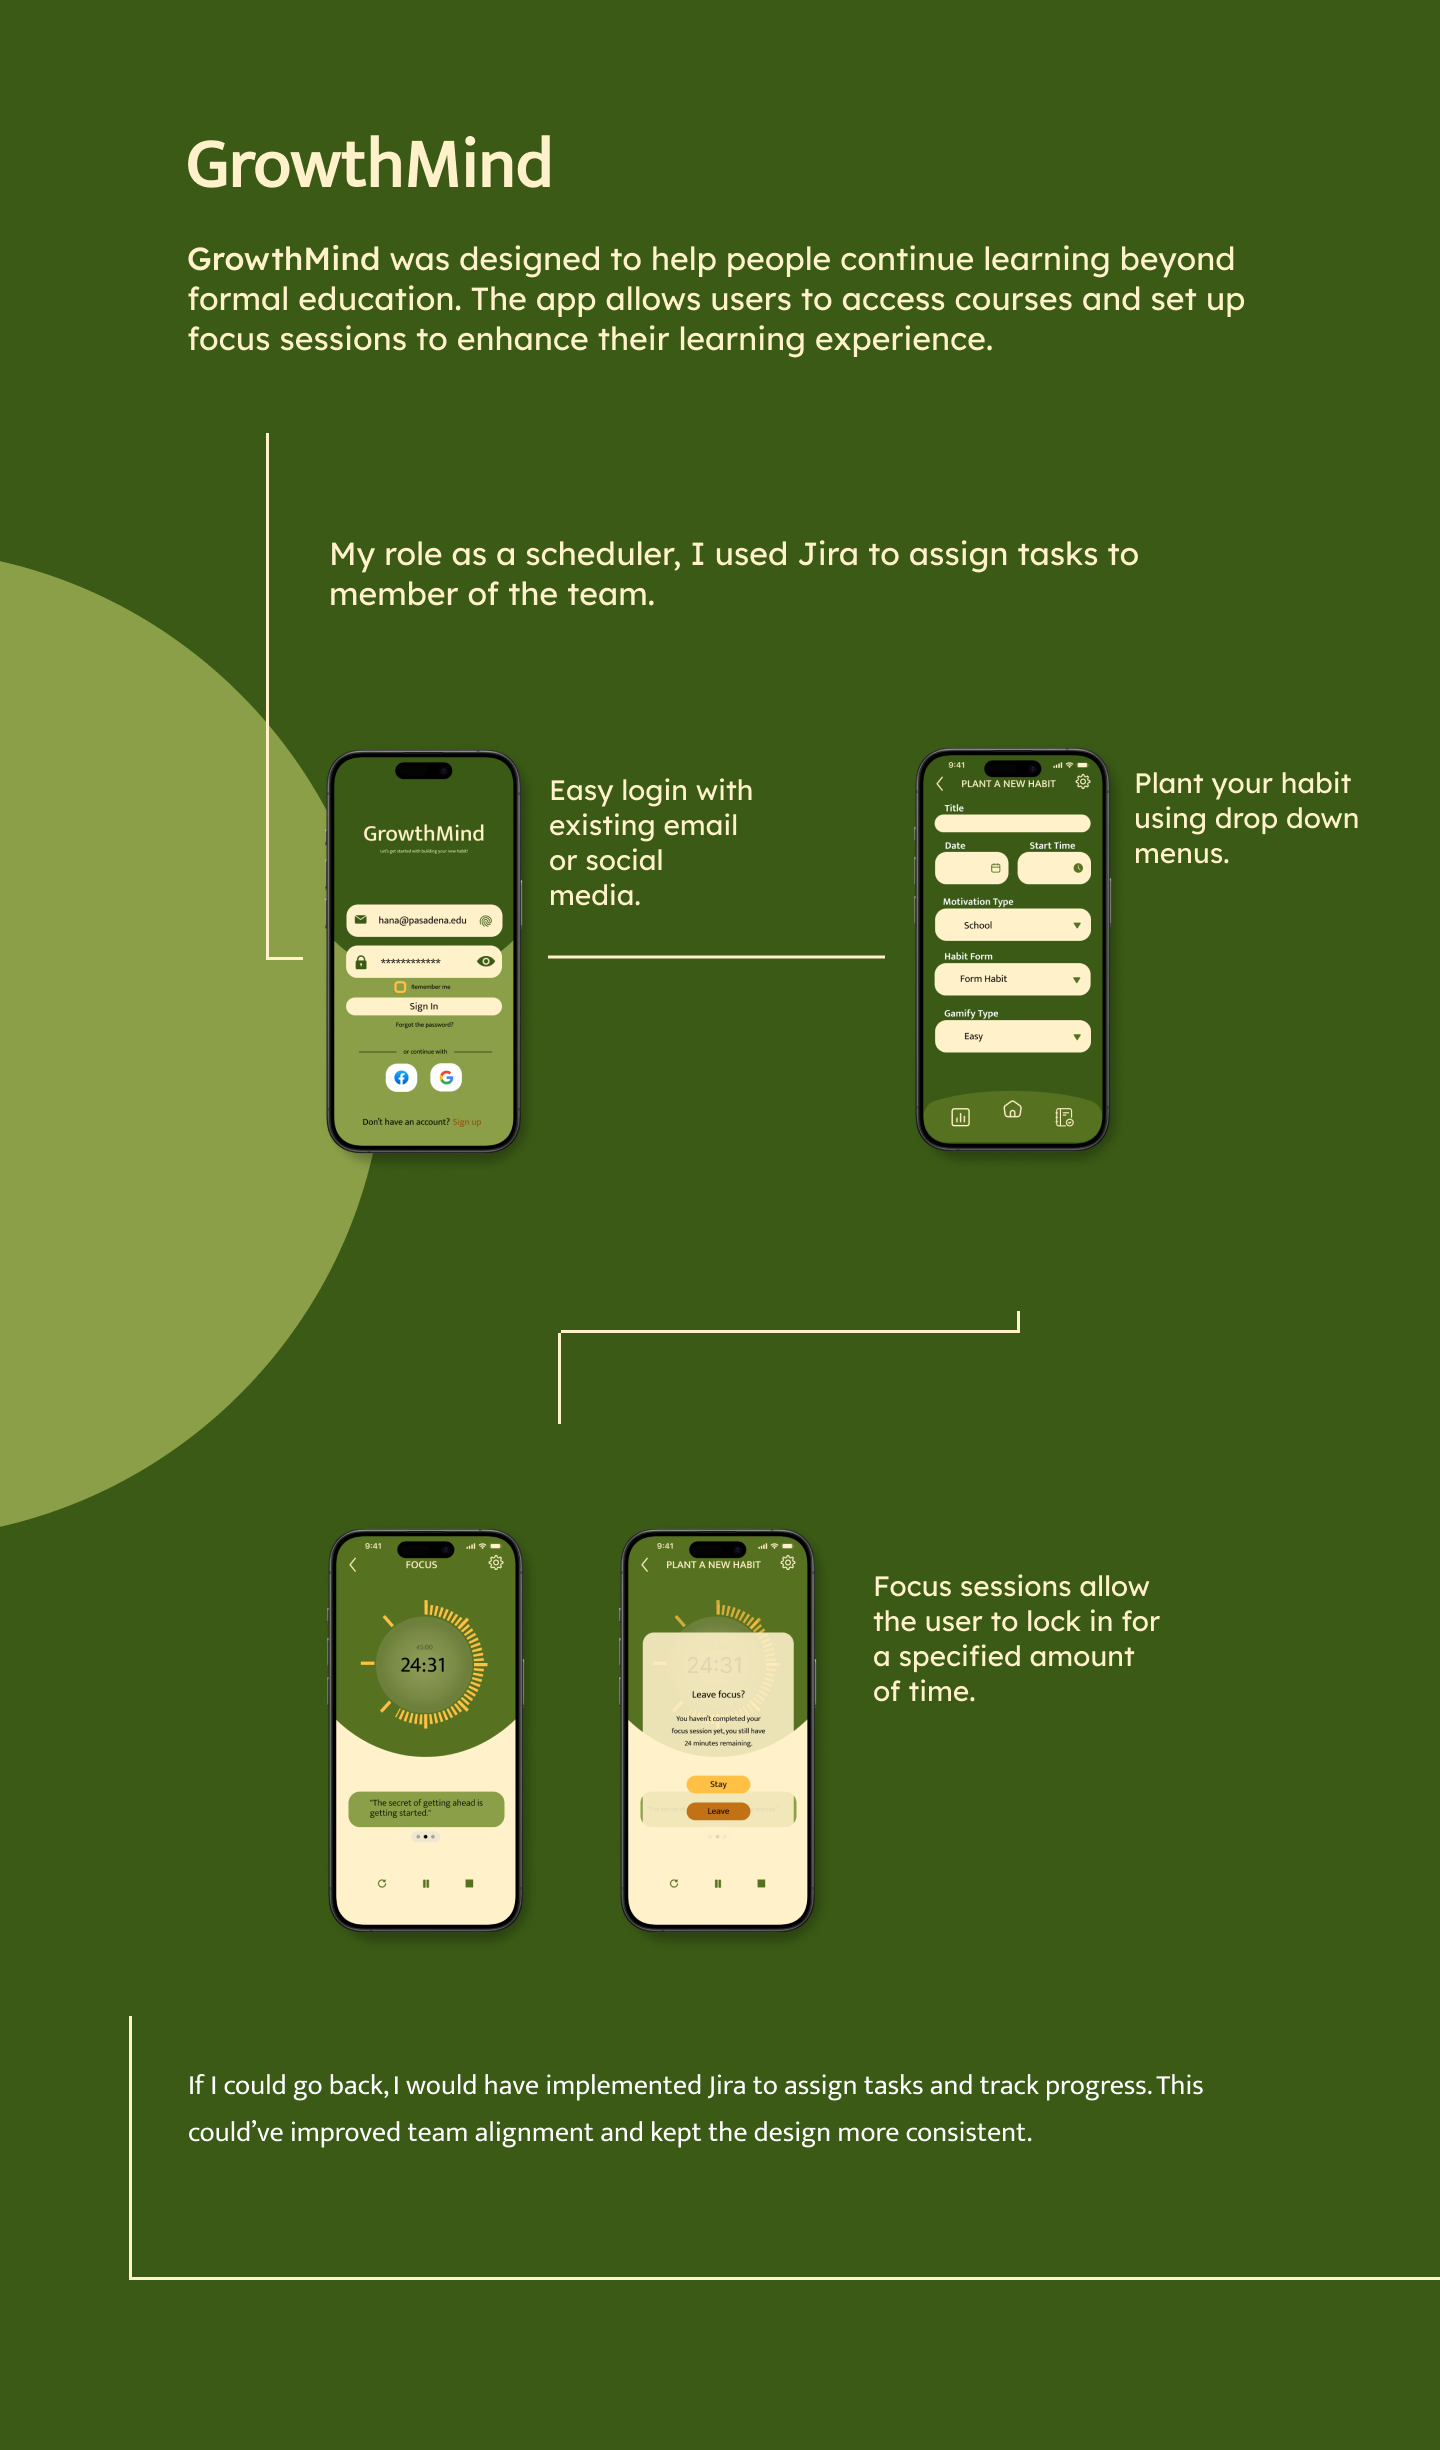 GrowthMind
GrowthMind was designed to help people continue learning beyond
formal education. The app allows users to access courses and set up
focus sessions to enhance their learning experience.
My role as a scheduler, I used Jira to assign tasks to
member of the team.
GrowthMind
Let's get started with building your new habit!
hana@pasadena.edu
************
Remember me
Sign In
Forgot the password?
or continue with
Don't have an account? Sign up
Easy login with
existing email
or social
media.
9:41
PLANT A NEW HABIT
Title
Date Start Time
Motivation Type
School
Habit Form
Form Habit
Gamify Type
Easy
Plant your habit
using drop down
menus.
9:41
FOCUS
45:00
24:31
"The secret of getting ahead is
getting started."
9:41
PLANT A NEW HABIT
24:31
Leave focus?
You haven't completed your
focus session yet, you still have
24 minutes remaining.
Stay
Leave
Focus sessions allow
the user to lock in for
a specified amount
of time.
If I could go back, I would have implemented Jira to assign tasks and track progress. This
could've improved team alignment and kept the design more consistent.